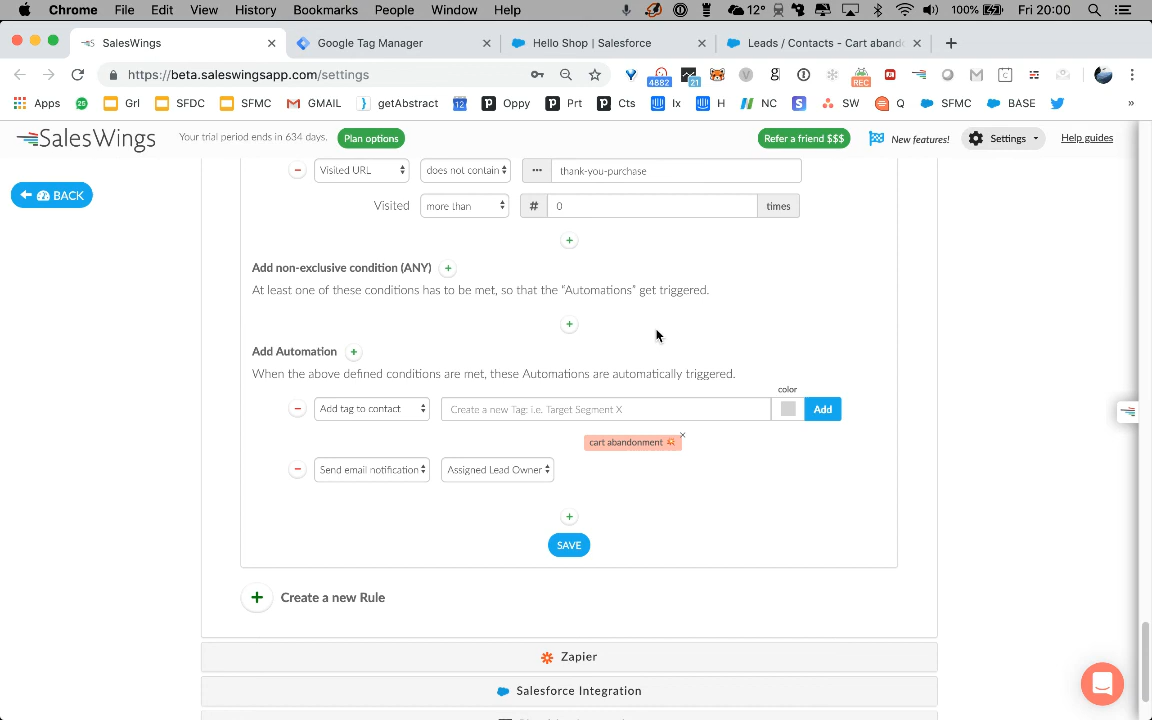 Chrome File Edit View History Bookmarks People Window Help 12° 100% Fri 20:00
SalesWings Google Tag Manager Hello Shop | Salesforce Leads / Contacts - Cart aband
https://beta.saleswingsapp.com/settings 4882 21 REC
Apps 25 Grl SFDC SFMC GMAIL getAbstract 12 Oppy Prt Cts Ix H NC SW Q SFMC BASE »
SalesWings Your trial period ends in 634 days. Plan options Refer a friend $$$ New features! Settings Help guides
BACK
Visited URL does not contain ••• thank-you-purchase
Visited more than # 0 times
Add non-exclusive condition (ANY)
At least one of these conditions has to be met, so that the "Automations" get triggered.
Add Automation
When the above defined conditions are met, these Automations are automatically triggered.
color
Add tag to contact Create a new Tag: i.e. Target Segment X Add
cart abandonment
Send email notification Assigned Lead Owner
SAVE
Create a new Rule
Zapier
Salesforce Integration